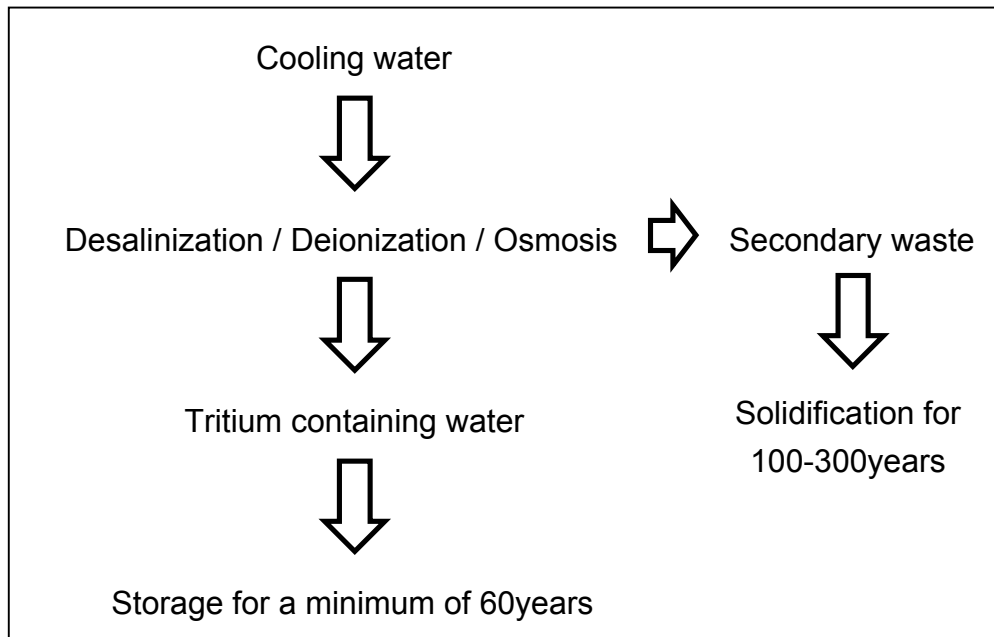 Cooling water
Desalinization / Deionization / Osmosis
Secondary waste
Tritium containing water
Solidification for
100-300years
Storage for a minimum of 60years